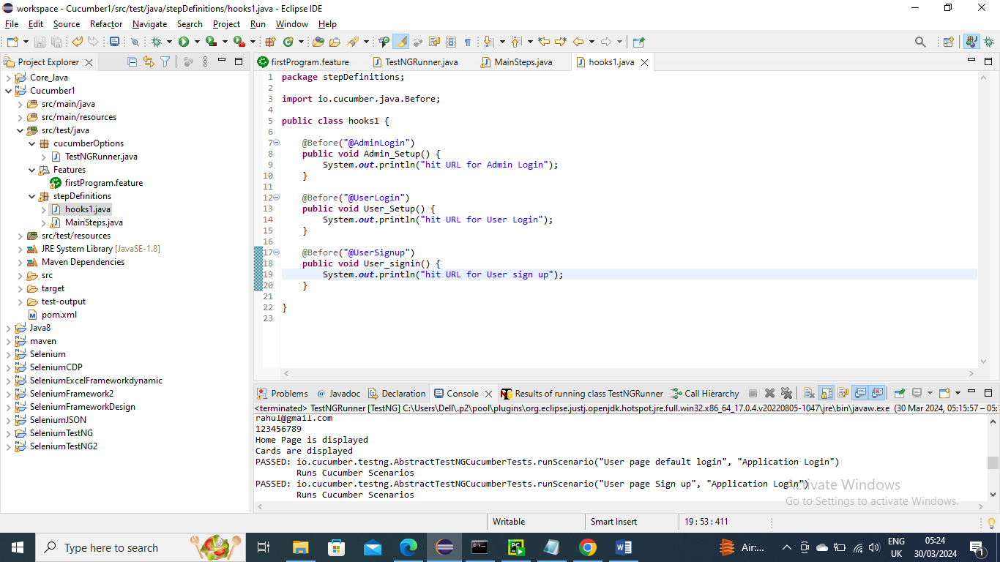 workspace - Cucumber1/src/test/java/stepDefinitions/hooks1.java - Eclipse IDE
File Edit Source Refactor Navigate Search Project Run Window Help
Project Explorer
firstProgram.feature TestNGRunner.java MainSteps.java hooks1.java
Core_Java
Cucumber1
src/main/java
src/main/resources
src/test/java
cucumberOptions
TestNGRunner.java
Features
firstProgram.feature
stepDefinitions
hooks1.java
MainSteps.java
src/test/resources
JRE System Library [JavaSE-1.8]
Maven Dependencies
src
target
test-output
pom.xml
Java8
maven
Selenium
SeleniumCDP
SeleniumExcelFrameworkdynamic
SeleniumFramework2
SeleniumFrameworkDesign
SeleniumJSON
SeleniumTestNG
SeleniumTestNG2
1 package stepDefinitions;
2
3 import io.cucumber.java.Before;
4
5 public class hooks1 {
6
7 @Before("@AdminLogin")
8 public void Admin_Setup() {
9 System.out.println("hit URL for Admin Login");
10 }
11
12 @Before("@UserLogin")
13 public void User_Setup() {
14 System.out.println("hit URL for User Login");
15 }
16
17 @Before("@UserSignup")
18 public void User_signin() {
19 System.out.println("hit URL for User sign up");
20 }
21
22 }
23
Problems @ Javadoc Declaration Console Results of running class TestNGRunner Call Hierarchy
<terminated> TestNGRunner [TestNG] C:\Users\Dell\.p2\pool\plugins\org.eclipse.justj.openjdk.hotspot.jre.full.win32.x86_64_17.0.4.v20220805-1047\jre\bin\javaw.exe (30 Mar 2024, 05:15:57 – 05:
rahul@gmail.com
123456789
Home Page is displayed
Cards are displayed
PASSED: io.cucumber.testng.AbstractTestNGCucumberTests.runScenario("User page default login", "Application Login")
Runs Cucumber Scenarios
PASSED: io.cucumber.testng.AbstractTestNGCucumberTests.runScenario("User page Sign up", "Application Login")
Runs Cucumber Scenarios
Activate Windows
Go to Settings to activate Windows.
Writable Smart Insert 19 : 53 : 411
Type here to search
Air:...
ENG
UK
05:24
30/03/2024
1